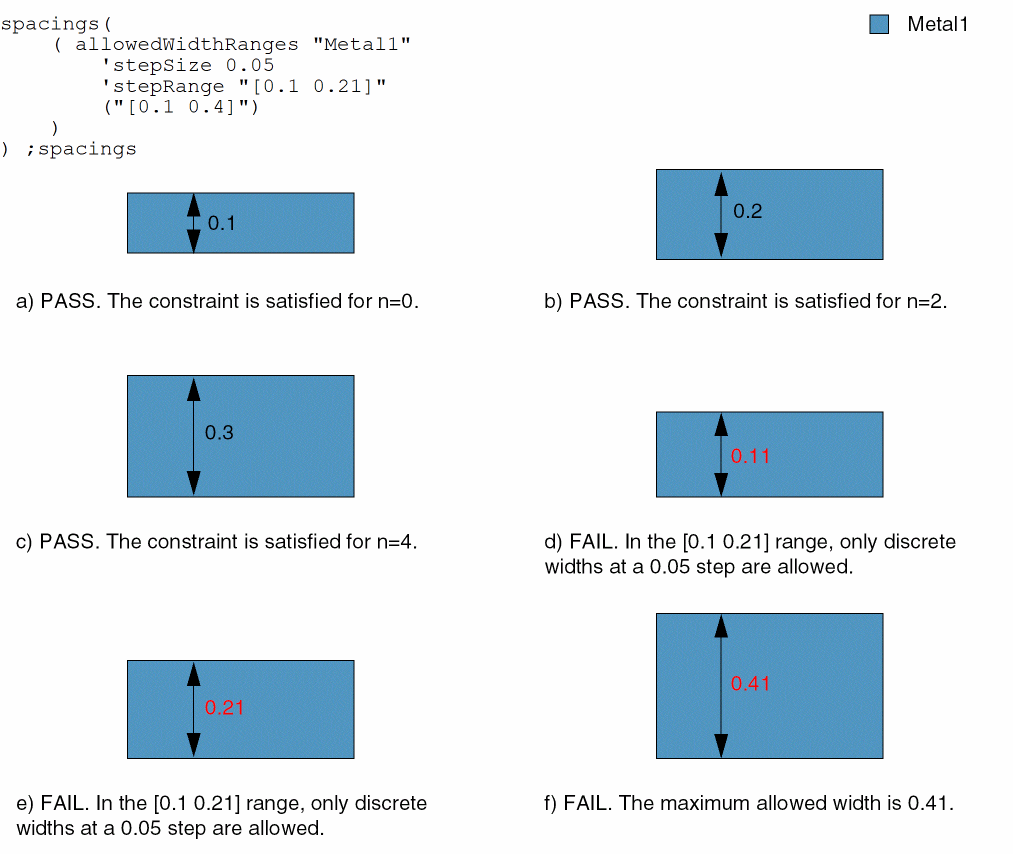 spacings(
( allowedWidthRanges "Metal1"
'stepSize 0.05
'stepRange "[0.1 0.21]"
("[0.1 0.4]")
)
) ;spacings
Metal1
0.1
0.2
a) PASS. The constraint is satisfied for n=0.
b) PASS. The constraint is satisfied for n=2.
0.3
0.11
c) PASS. The constraint is satisfied for n=4.
d) FAIL. In the [0.1 0.21] range, only discrete
widths at a 0.05 step are allowed.
0.21
0.41
e) FAIL. In the [0.1 0.21] range, only discrete
widths at a 0.05 step are allowed.
f) FAIL. The maximum allowed width is 0.41.